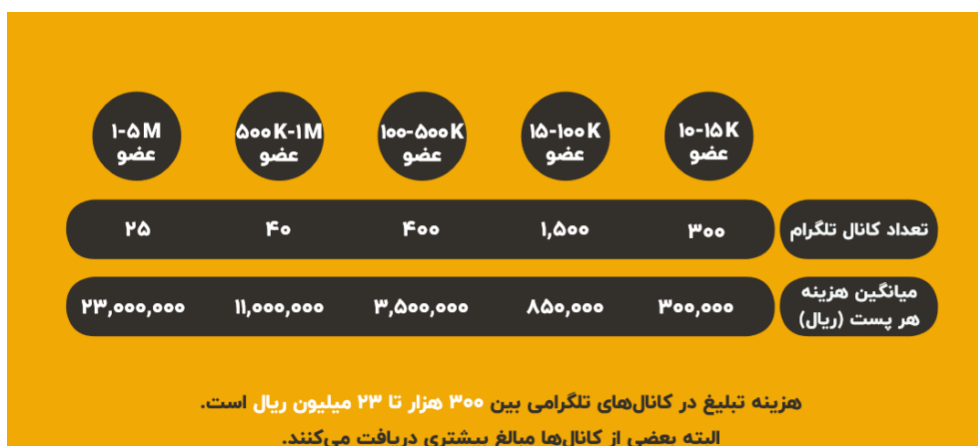 ۱۰-۱۵K عضو
۱۵-۱۰۰K عضو
۱۰۰-۵۰۰K عضو
۵۰۰K-۱M عضو
۱-۵M عضو
تعداد کانال تلگرام ۳۰۰ ۱,۵۰۰ ۴۰۰ ۴۰ ۲۵
میانگین هزینه
هر پست (ریال) ۳۰۰,۰۰۰ ۸۵۰,۰۰۰ ۳,۵۰۰,۰۰۰ ۱۱,۰۰۰,۰۰۰ ۲۳,۰۰۰,۰۰۰
هزینه تبلیغ در کانال‌های تلگرامی بین ۳۰۰ هزار تا ۲۳ میلیون ریال است.
البته بعضی از کانال‌ها مبالغ بیشتری دریافت می‌کنند.